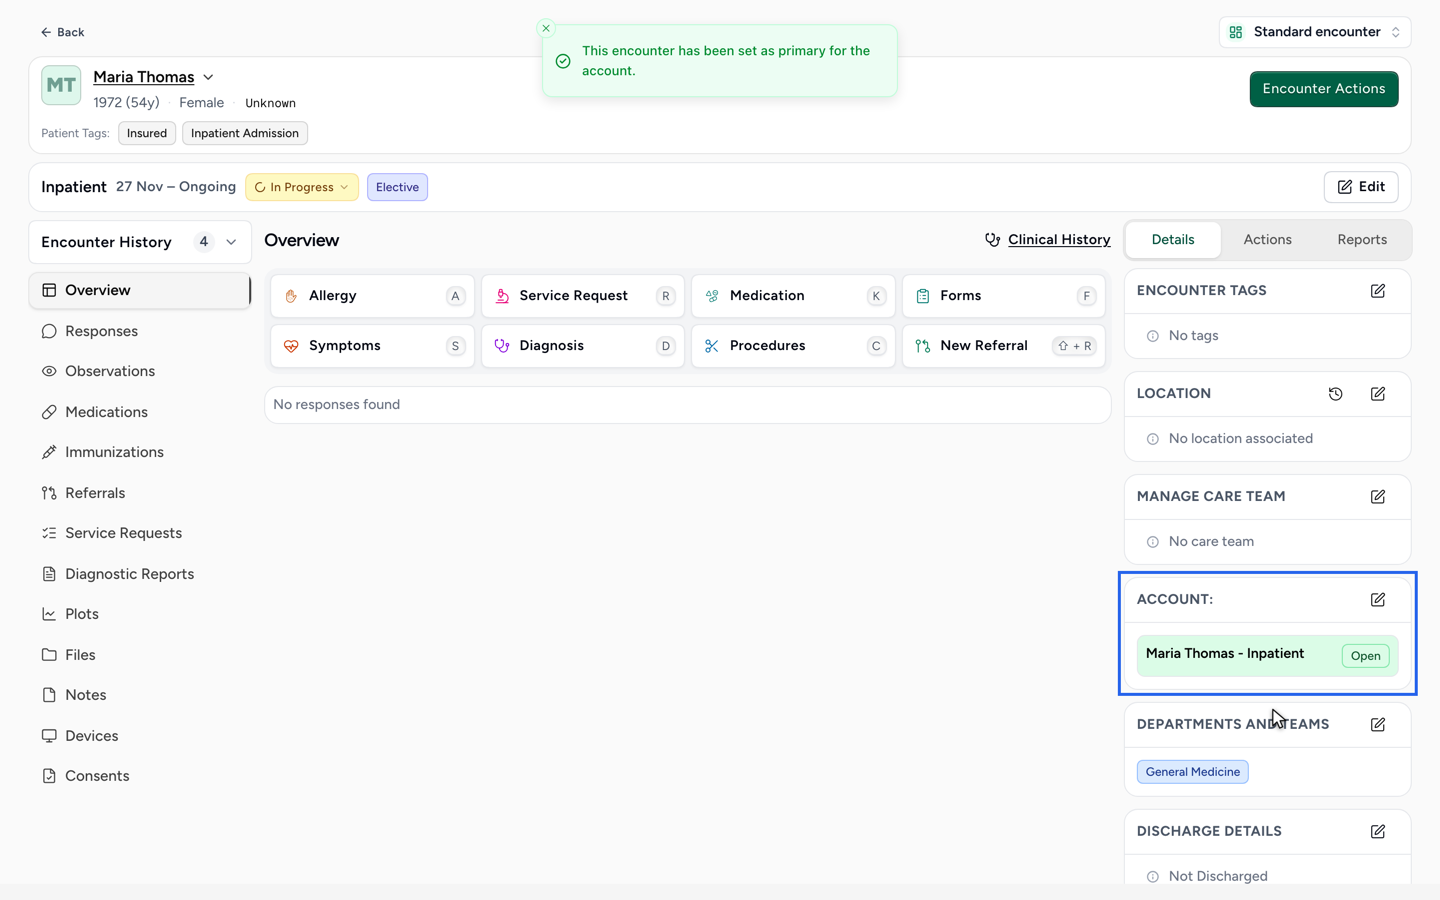 Back
This encounter has been set as primary for the
account.
Standard encounter
MT
Maria Thomas
1972 (54y) · Female · Unknown
Encounter Actions
Patient Tags: Insured Inpatient Admission
Inpatient 27 Nov – Ongoing In Progress Elective
Edit
Encounter History 4
Overview
Responses
Observations
Medications
Immunizations
Referrals
Service Requests
Diagnostic Reports
Plots
Files
Notes
Devices
Consents
Overview
Clinical History
Allergy A
Service Request R
Medication K
Forms F
Symptoms S
Diagnosis D
Procedures C
New Referral ⇧ + R
No responses found
Details Actions Reports
ENCOUNTER TAGS
No tags
LOCATION
No location associated
MANAGE CARE TEAM
No care team
ACCOUNT:
Maria Thomas - Inpatient Open
DEPARTMENTS AND TEAMS
General Medicine
DISCHARGE DETAILS
Not Discharged